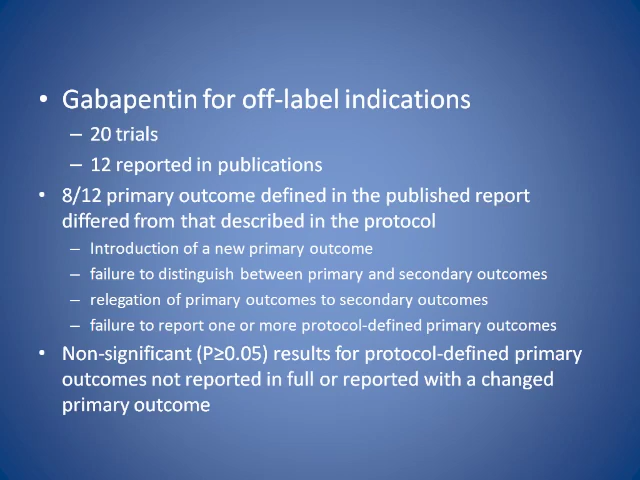 • Gabapentin for off-label indications
– 20 trials
– 12 reported in publications
• 8/12 primary outcome defined in the published report
differed from that described in the protocol
– Introduction of a new primary outcome
– failure to distinguish between primary and secondary outcomes
– relegation of primary outcomes to secondary outcomes
– failure to report one or more protocol-defined primary outcomes
• Non-significant (P≥0.05) results for protocol-defined primary
outcomes not reported in full or reported with a changed
primary outcome